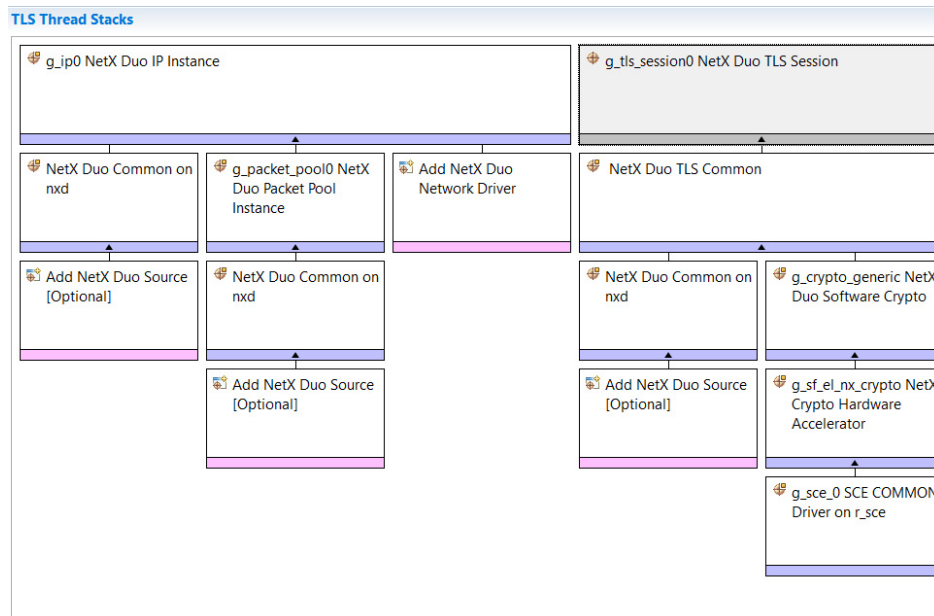 TLS Thread Stacks
g_ip0 NetX Duo IP Instance
g_tls_session0 NetX Duo TLS Session
NetX Duo Common on
nxd
g_packet_pool0 NetX
Duo Packet Pool
Instance
Add NetX Duo
Network Driver
NetX Duo TLS Common
Add NetX Duo Source
[Optional]
NetX Duo Common on
nxd
NetX Duo Common on
nxd
g_crypto_generic NetX
Duo Software Crypto
Add NetX Duo Source
[Optional]
Add NetX Duo Source
[Optional]
g_sf_el_nx_crypto NetX
Crypto Hardware
Accelerator
g_sce_0 SCE COMMON
Driver on r_sce